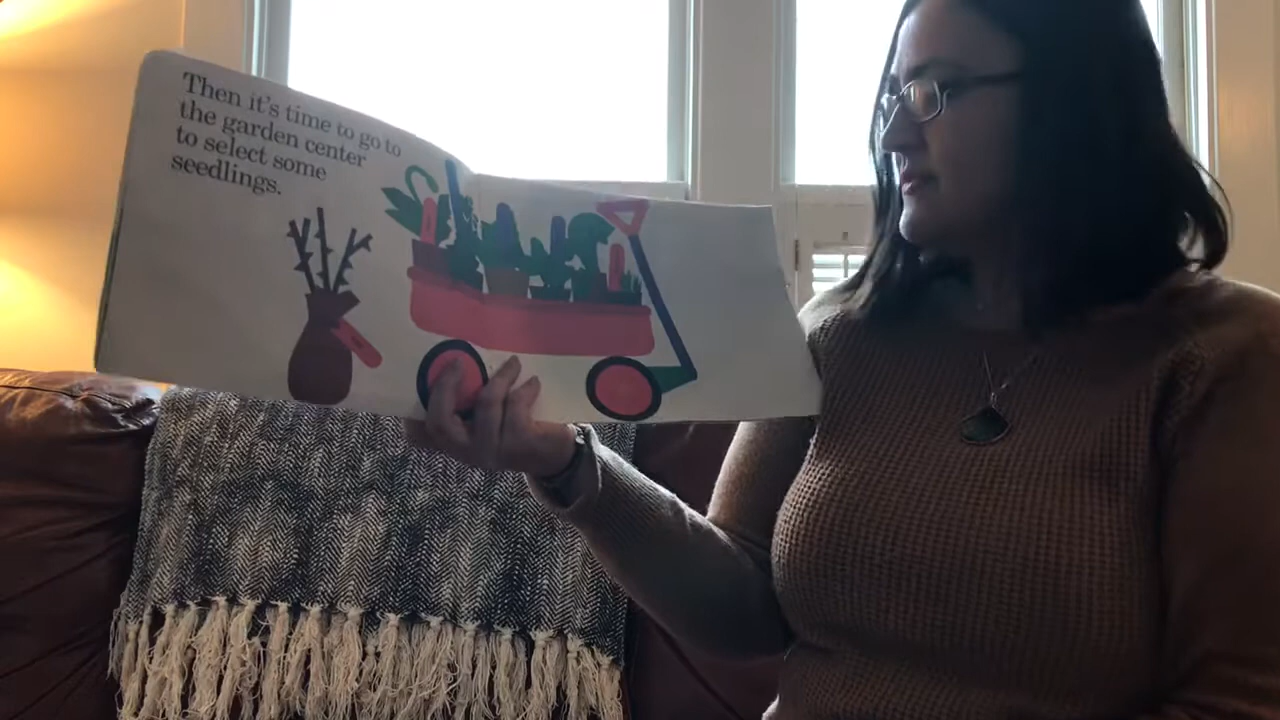 Then it's time to go to
the garden center
to select some
seedlings.